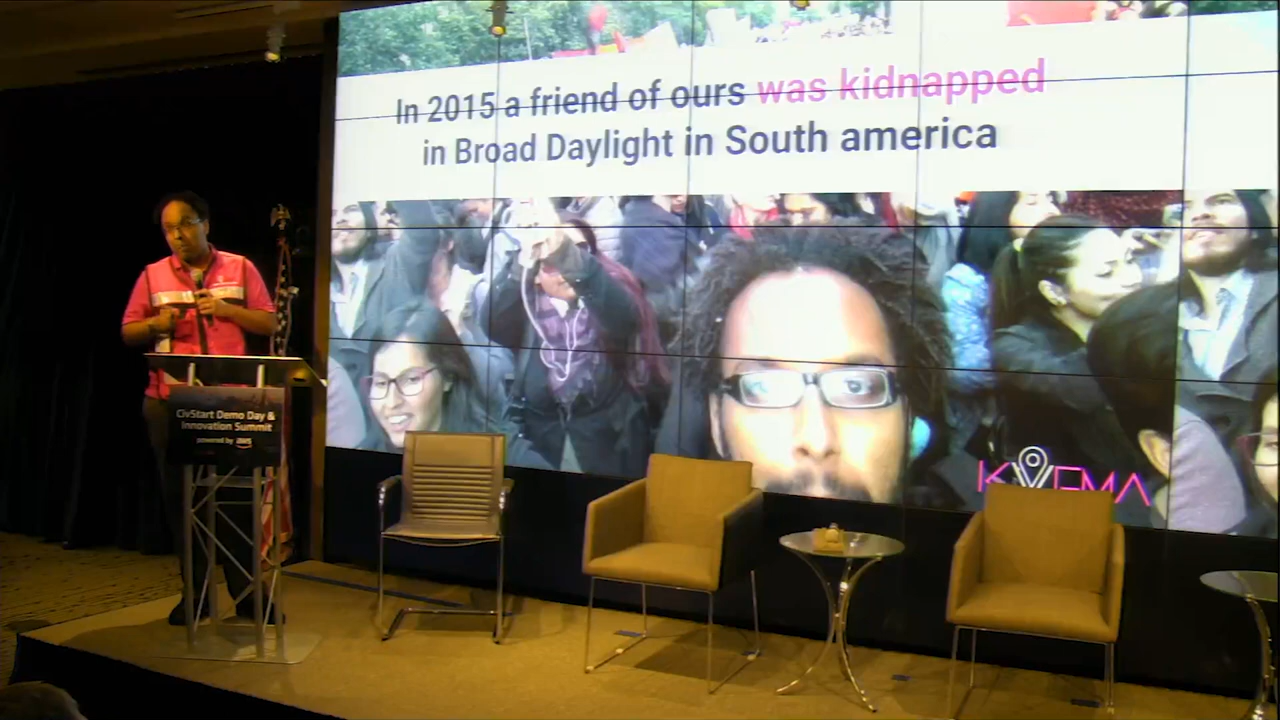 In 2015 a friend of ours was kidnapped
in Broad Daylight in South america
CivStart Demo Day &
Innovation Summit
powered by aws